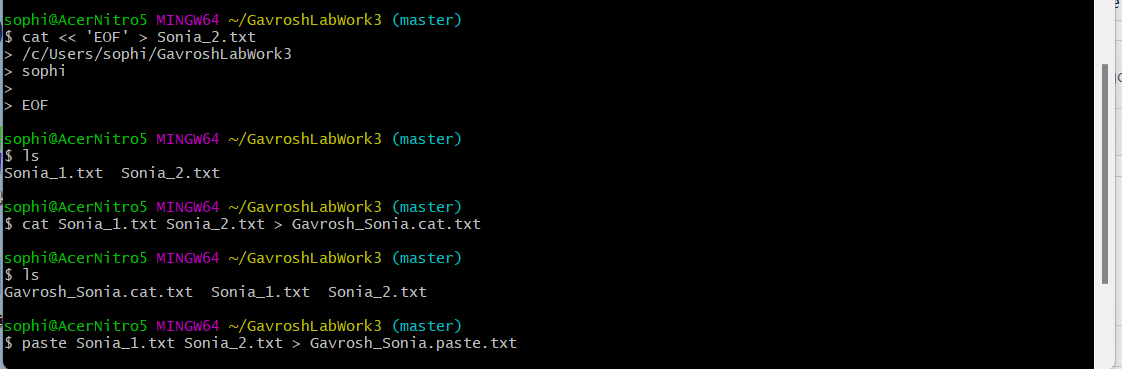 sophi@AcerNitro5 MINGW64 ~/GavroshLabWork3 (master)
$ cat << 'EOF' > Sonia_2.txt
> /c/Users/sophi/GavroshLabWork3
> sophi
>
> EOF
sophi@AcerNitro5 MINGW64 ~/GavroshLabWork3 (master)
$ ls
Sonia_1.txt  Sonia_2.txt
sophi@AcerNitro5 MINGW64 ~/GavroshLabWork3 (master)
$ cat Sonia_1.txt Sonia_2.txt > Gavrosh_Sonia.cat.txt
sophi@AcerNitro5 MINGW64 ~/GavroshLabWork3 (master)
$ ls
Gavrosh_Sonia.cat.txt  Sonia_1.txt  Sonia_2.txt
sophi@AcerNitro5 MINGW64 ~/GavroshLabWork3 (master)
$ paste Sonia_1.txt Sonia_2.txt > Gavrosh_Sonia.paste.txt